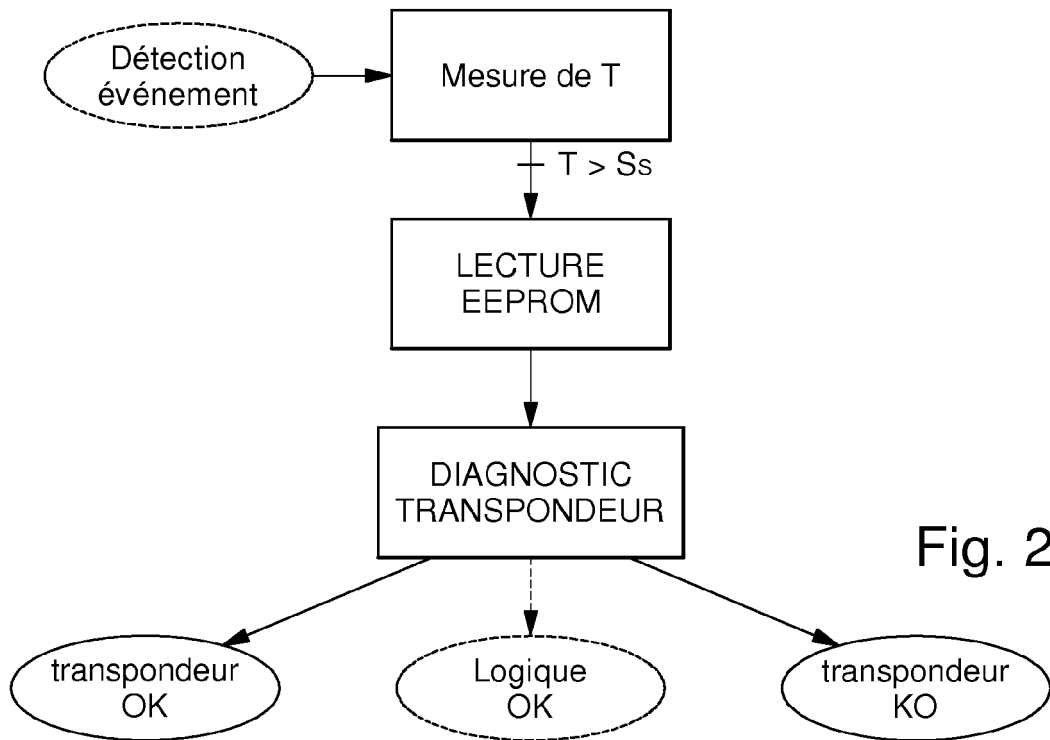 Détection
événement
Mesure de T
T > Ss
LECTURE
EEPROM
DIAGNOSTIC
TRANSPONDEUR
Fig. 2
transpondeur
OK
Logique
OK
transpondeur
KO